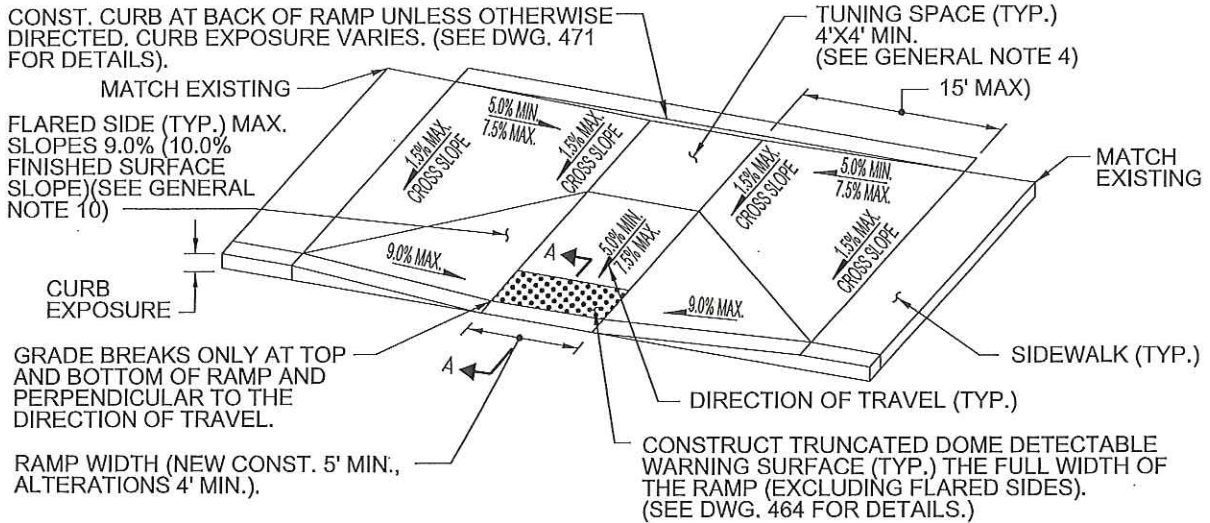 CONST. CURB AT BACK OF RAMP UNLESS OTHERWISE
DIRECTED. CURB EXPOSURE VARIES. (SEE DWG. 471
FOR DETAILS).
TUNING SPACE (TYP.)
4'X4' MIN.
(SEE GENERAL NOTE 4)
MATCH EXISTING
15' MAX)
FLARED SIDE (TYP.) MAX.
SLOPES 9.0% (10.0%
FINISHED SURFACE
SLOPE)(SEE GENERAL
NOTE 10)
5.0% MIN.
7.5% MAX.
1.5% MAX.
CROSS SLOPE
1.5% MAX.
CROSS SLOPE
1.5% MAX.
CROSS SLOPE
5.0% MIN.
7.5% MAX.
1.5% MAX.
CROSS SLOPE
MATCH
EXISTING
9.0% MAX.
A
5.0% MIN.
7.5% MAX.
9.0% MAX.
CURB
EXPOSURE
GRADE BREAKS ONLY AT TOP
AND BOTTOM OF RAMP AND
PERPENDICULAR TO THE
DIRECTION OF TRAVEL.
A
SIDEWALK (TYP.)
DIRECTION OF TRAVEL (TYP.)
RAMP WIDTH (NEW CONST. 5' MIN.,
ALTERATIONS 4' MIN.).
CONSTRUCT TRUNCATED DOME DETECTABLE
WARNING SURFACE (TYP.) THE FULL WIDTH OF
THE RAMP (EXCLUDING FLARED SIDES).
(SEE DWG. 464 FOR DETAILS.)